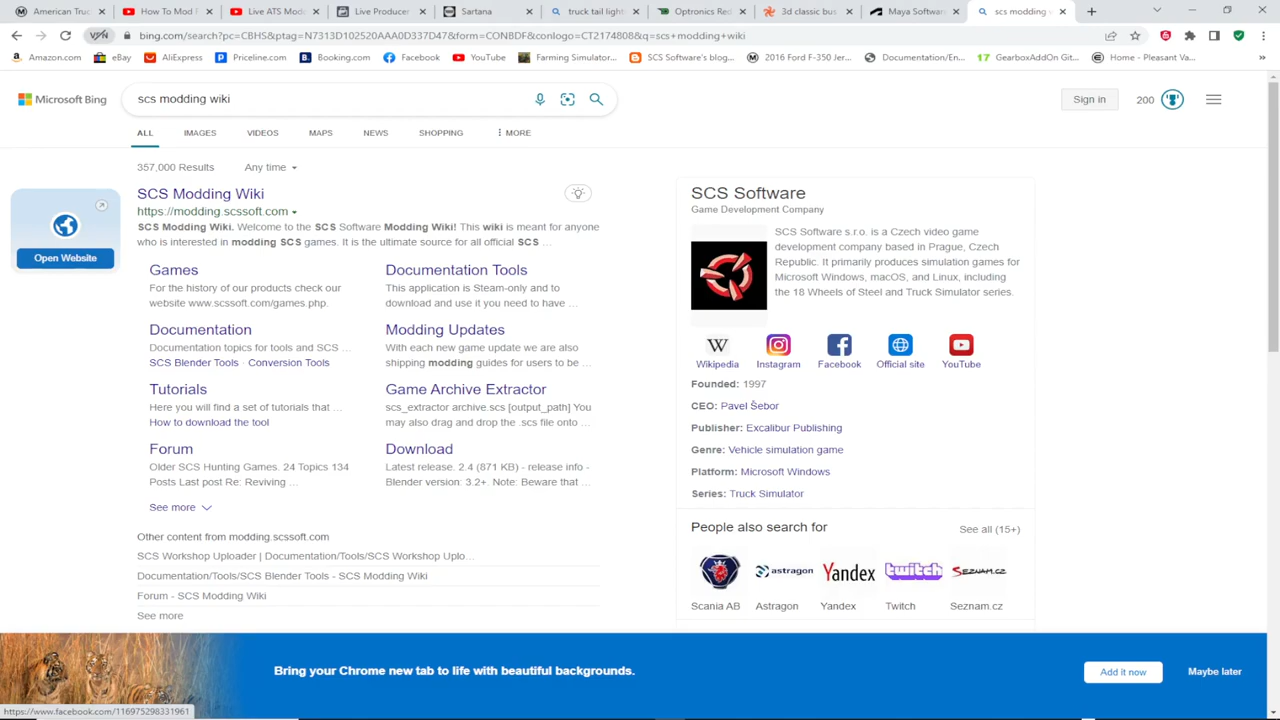 American Truc
How To Mod
Live ATS Moda
Live Producer
Sartana
truck tail light
Optronics Red
3d classic bus
Maya Software
scs modding w
bing.com/search?pc=CBHS&ptag=N7313D102520AAA0D337D47&form=CONBDF&conlogo=CT2174808&q=scs+modding+wiki
Amazon.com
eBay
AliExpress
Priceline.com
Booking.com
Facebook
YouTube
Farming Simulator...
SCS Software's blog...
2016 Ford F-350 Jer...
Documentation/En...
GearboxAddOn Git...
Home - Pleasant Va...
Microsoft Bing
scs modding wiki
Sign in
200
ALL
IMAGES
VIDEOS
MAPS
NEWS
SHOPPING
MORE
357,000 Results
Any time
Open Website
SCS Modding Wiki
https://modding.scssoft.com
SCS Modding Wiki. Welcome to the SCS Software Modding Wiki! This wiki is meant for anyone
who is interested in modding SCS games. It is the ultimate source for all official SCS ...
Games
For the history of our products check our
website www.scssoft.com/games.php.
Documentation Tools
This application is Steam-only and to
download and use it you need to have ...
Documentation
Documentation topics for tools and SCS ...
SCS Blender Tools · Conversion Tools
Modding Updates
With each new game update we are also
shipping modding guides for users to be ...
Tutorials
Here you will find a set of tutorials that ...
How to download the tool
Game Archive Extractor
scs_extractor archive.scs [output_path] You
may also drag and drop the .scs file onto ...
Forum
Older SCS Hunting Games. 24 Topics 134
Posts Last post Re: Reviving ...
Download
Latest release. 2.4 (871 KB) - release info -
Blender version: 3.2+. Note: Beware that ...
See more
Other content from modding.scssoft.com
SCS Workshop Uploader | Documentation/Tools/SCS Workshop Uplo...
Documentation/Tools/SCS Blender Tools - SCS Modding Wiki
Forum - SCS Modding Wiki
See more
SCS Software
Game Development Company
SCS Software s.r.o. is a Czech video game
development company based in Prague, Czech
Republic. It primarily produces simulation games for
Microsoft Windows, macOS, and Linux, including
the 18 Wheels of Steel and Truck Simulator series.
W
Wikipedia
Instagram
Facebook
Official site
YouTube
Founded: 1997
CEO: Pavel Šebor
Publisher: Excalibur Publishing
Genre: Vehicle simulation game
Platform: Microsoft Windows
Series: Truck Simulator
People also search for
See all (15+)
astragon
Yandex
twitch
SEZNAM.CZ
Scania AB
Astragon
Yandex
Twitch
Seznam.cz
Bring your Chrome new tab to life with beautiful backgrounds.
Add it now
Maybe later
https://www.facebook.com/116975298331961